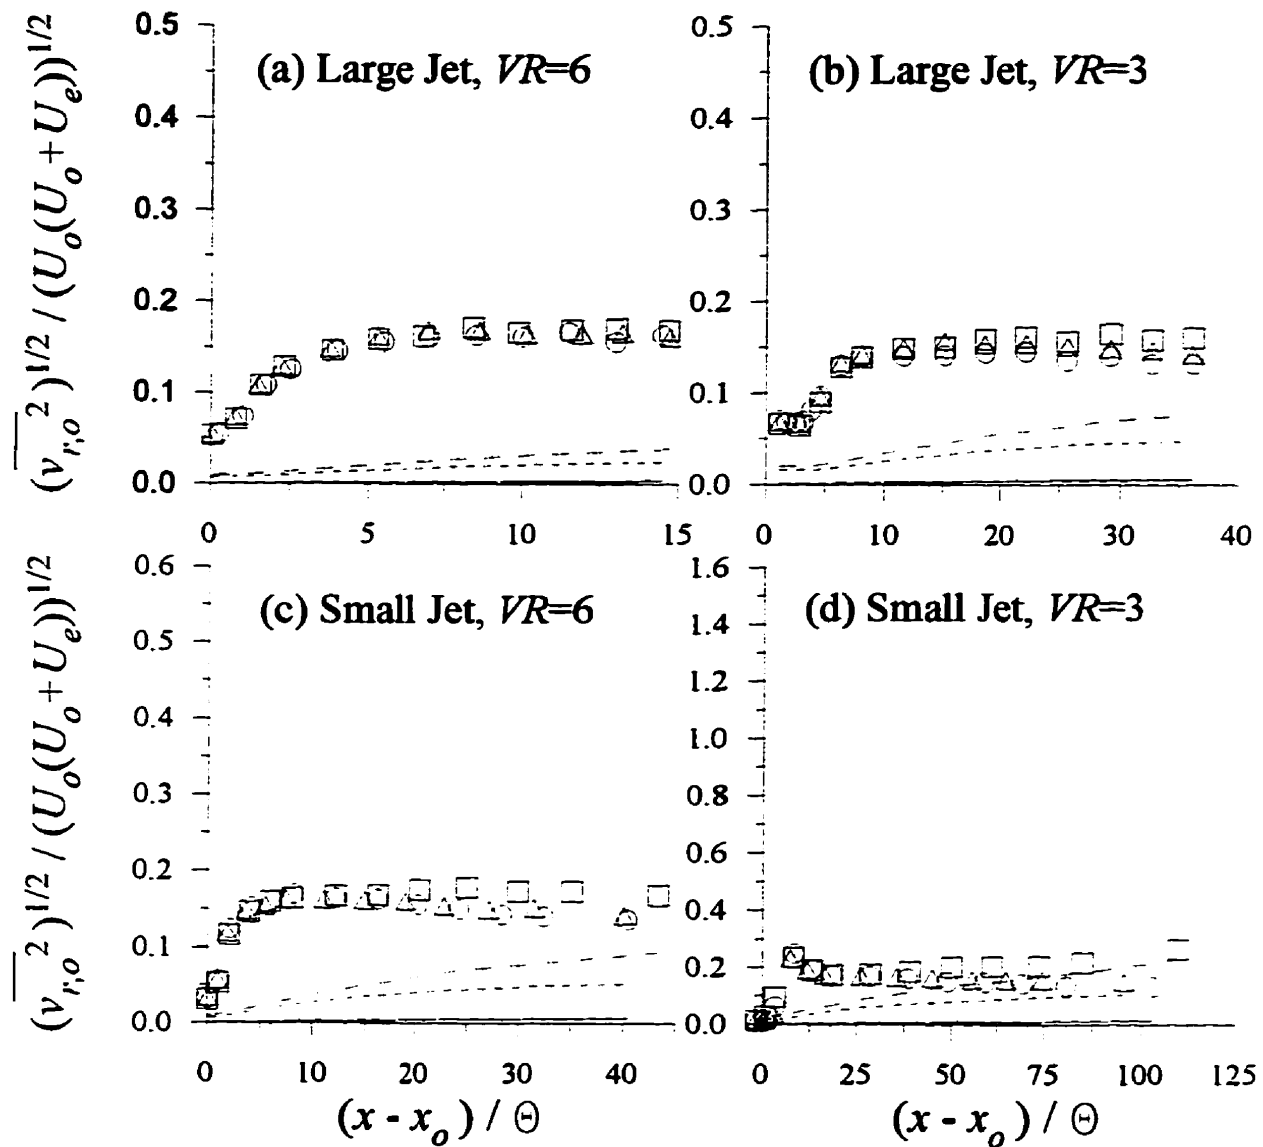 (a) Large Jet, VR=6
(b) Large Jet, VR=3
0.5
0.4
0.3
0.2
0.1
0.0
0 5 10 15
0.5
0.4
0.3
0.2
0.1
0.0
0 10 20 30 40
(v_{r,o}^2)^{1/2} / (U_o(U_o+U_e))^{1/2}
(c) Small Jet, VR=6
(d) Small Jet, VR=3
0.6
0.5
0.4
0.3
0.2
0.1
0.0
0 10 20 30 40
(x - x_o) / Θ
1.6
1.4
1.2
1.0
0.8
0.6
0.4
0.2
0.0
0 25 50 75 100 125
(x - x_o) / Θ
(v_{r,o}^2)^{1/2} / (U_o(U_o+U_e))^{1/2}